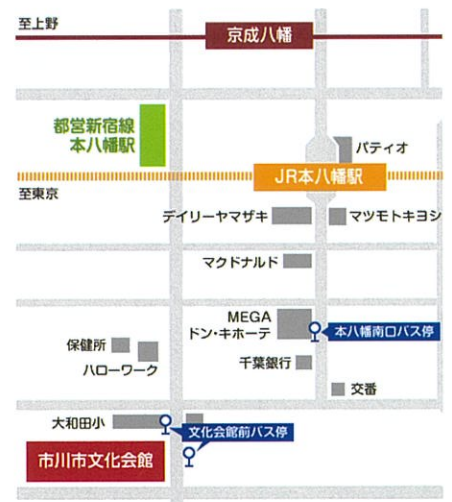 至上野
京成八幡
都営新宿線
本八幡駅
パティオ
JR本八幡駅
至東京
デイリーヤマザキ
マツモトキヨシ
マクドナルド
MEGA
ドン・キホーテ
本八幡南口バス停
保健所
ハローワーク
千葉銀行
交番
大和田小
文化会館前バス停
市川市文化会館